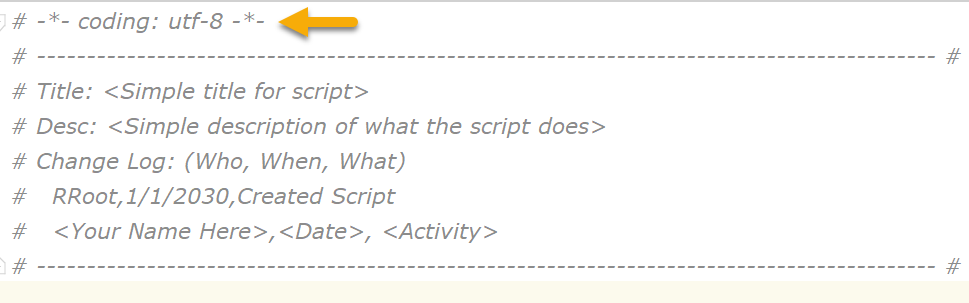 # -*- coding: utf-8 -*-
# ------------------------------------------------------------------------------------------ #
# Title: <Simple title for script>
# Desc: <Simple description of what the script does>
# Change Log: (Who, When, What)
#   RRoot,1/1/2030,Created Script
#   <Your Name Here>,<Date>, <Activity>
# ------------------------------------------------------------------------------------------ #